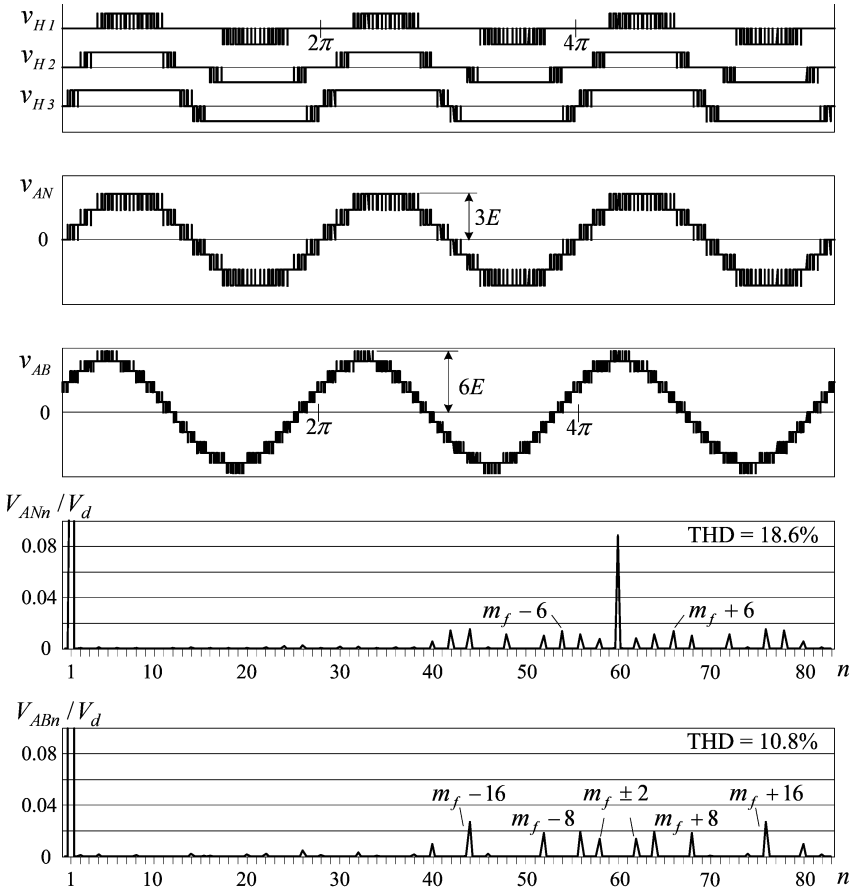 v_{H1}
2π 4π
v_{H2}
v_{H3}
v_{AN}
3E
0
v_{AB}
6E
0
2π 4π
V_{ANn} / V_d
THD = 18.6%
0.08
0.04
m_f − 6 m_f + 6
0
1 10 20 30 40 50 60 70 80 n
V_{ABn} / V_d
THD = 10.8%
0.08
m_f − 16 m_f ± 2 m_f + 16
0.04
m_f − 8 m_f + 8
0
1 10 20 30 40 50 60 70 80 n